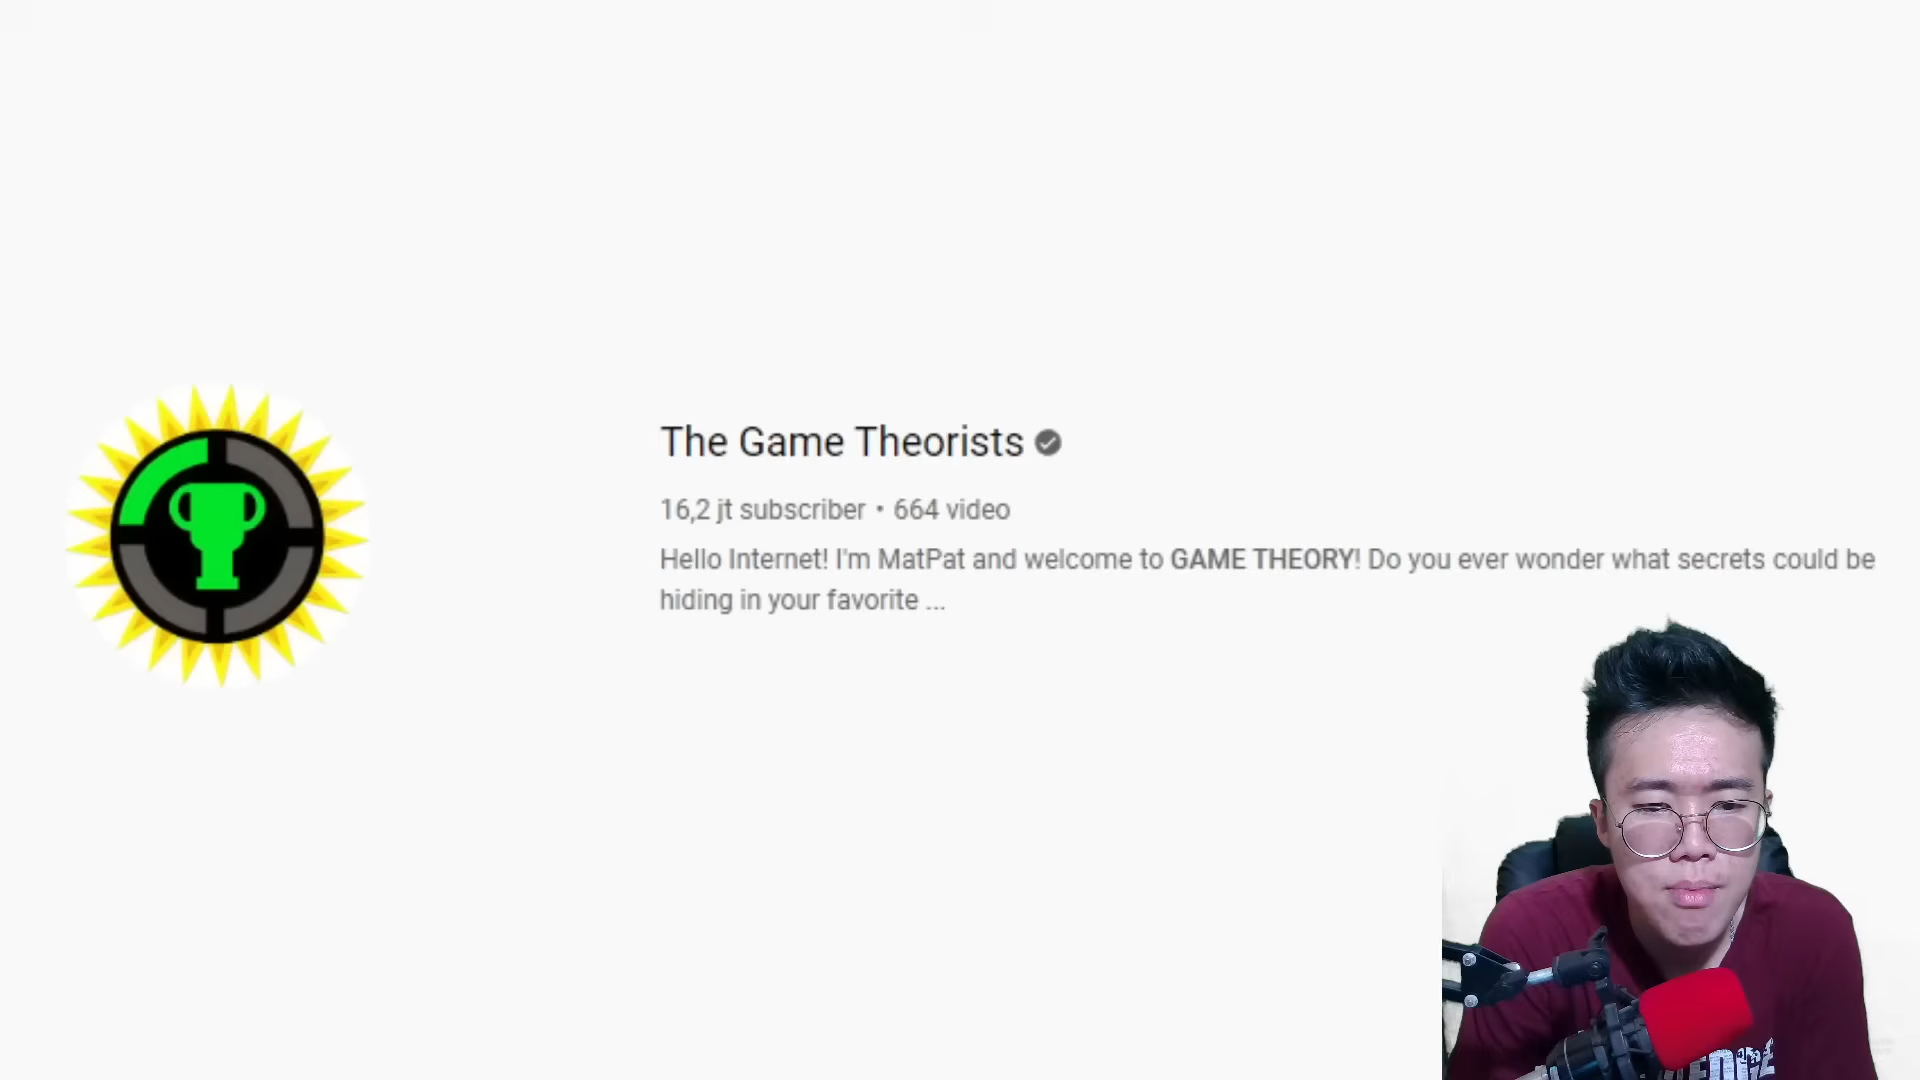 The Game Theorists
16,2 jt subscriber • 664 video
Hello Internet! I'm MatPat and welcome to GAME THEORY! Do you ever wonder what secrets could be
hiding in your favorite ...